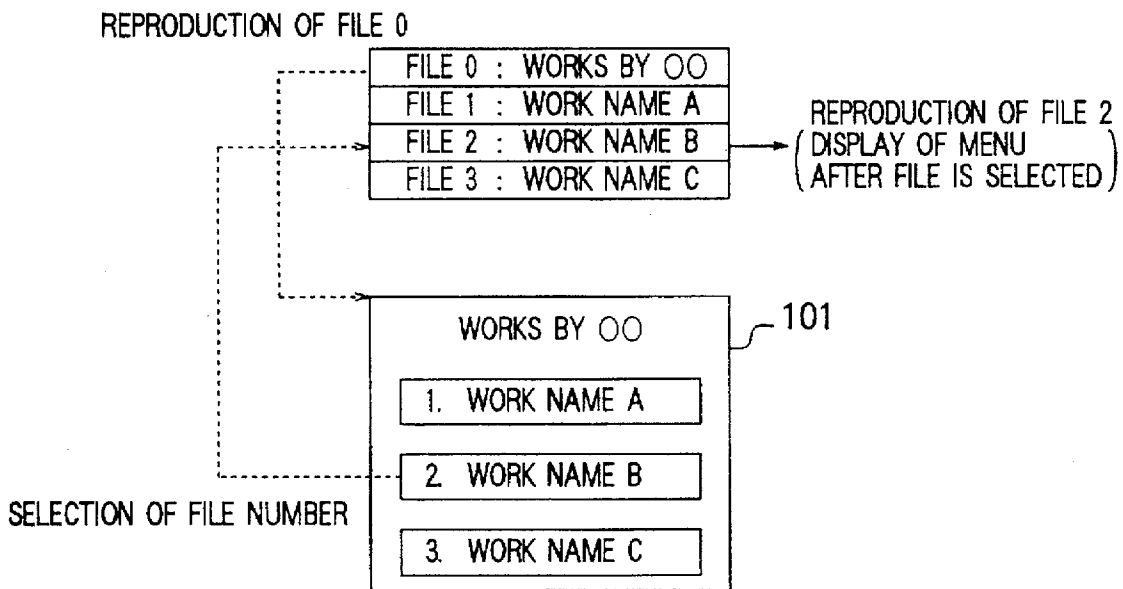 REPRODUCTION OF FILE 0
FILE 0 : WORKS BY ○○
FILE 1 : WORK NAME A
FILE 2 : WORK NAME B
FILE 3 : WORK NAME C
REPRODUCTION OF FILE 2
(DISPLAY OF MENU
AFTER FILE IS SELECTED)
WORKS BY ○○
101
1. WORK NAME A
2. WORK NAME B
3. WORK NAME C
SELECTION OF FILE NUMBER